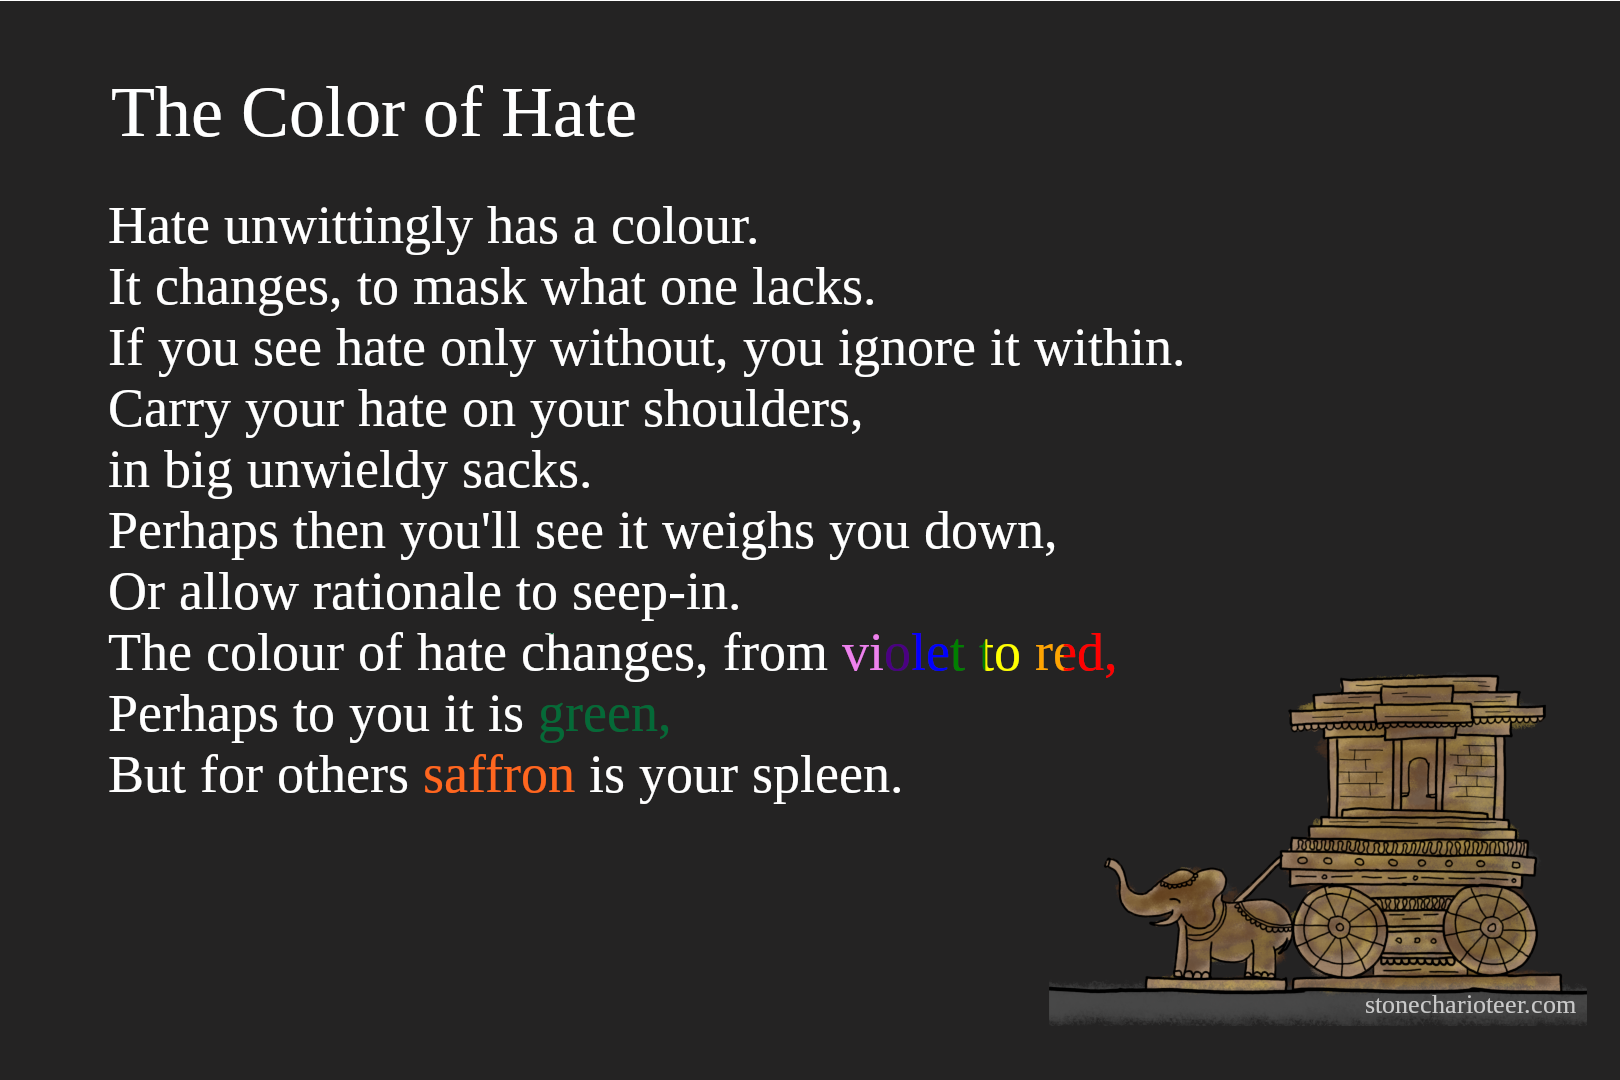 The Color of Hate
Hate unwittingly has a colour.
It changes, to mask what one lacks.
If you see hate only without, you ignore it within.
Carry your hate on your shoulders,
in big unwieldy sacks.
Perhaps then you'll see it weighs you down,
Or allow rationale to seep-in.
The colour of hate changes, from violet to red,
Perhaps to you it is green,
But for others saffron is your spleen.
stonecharioteer.com